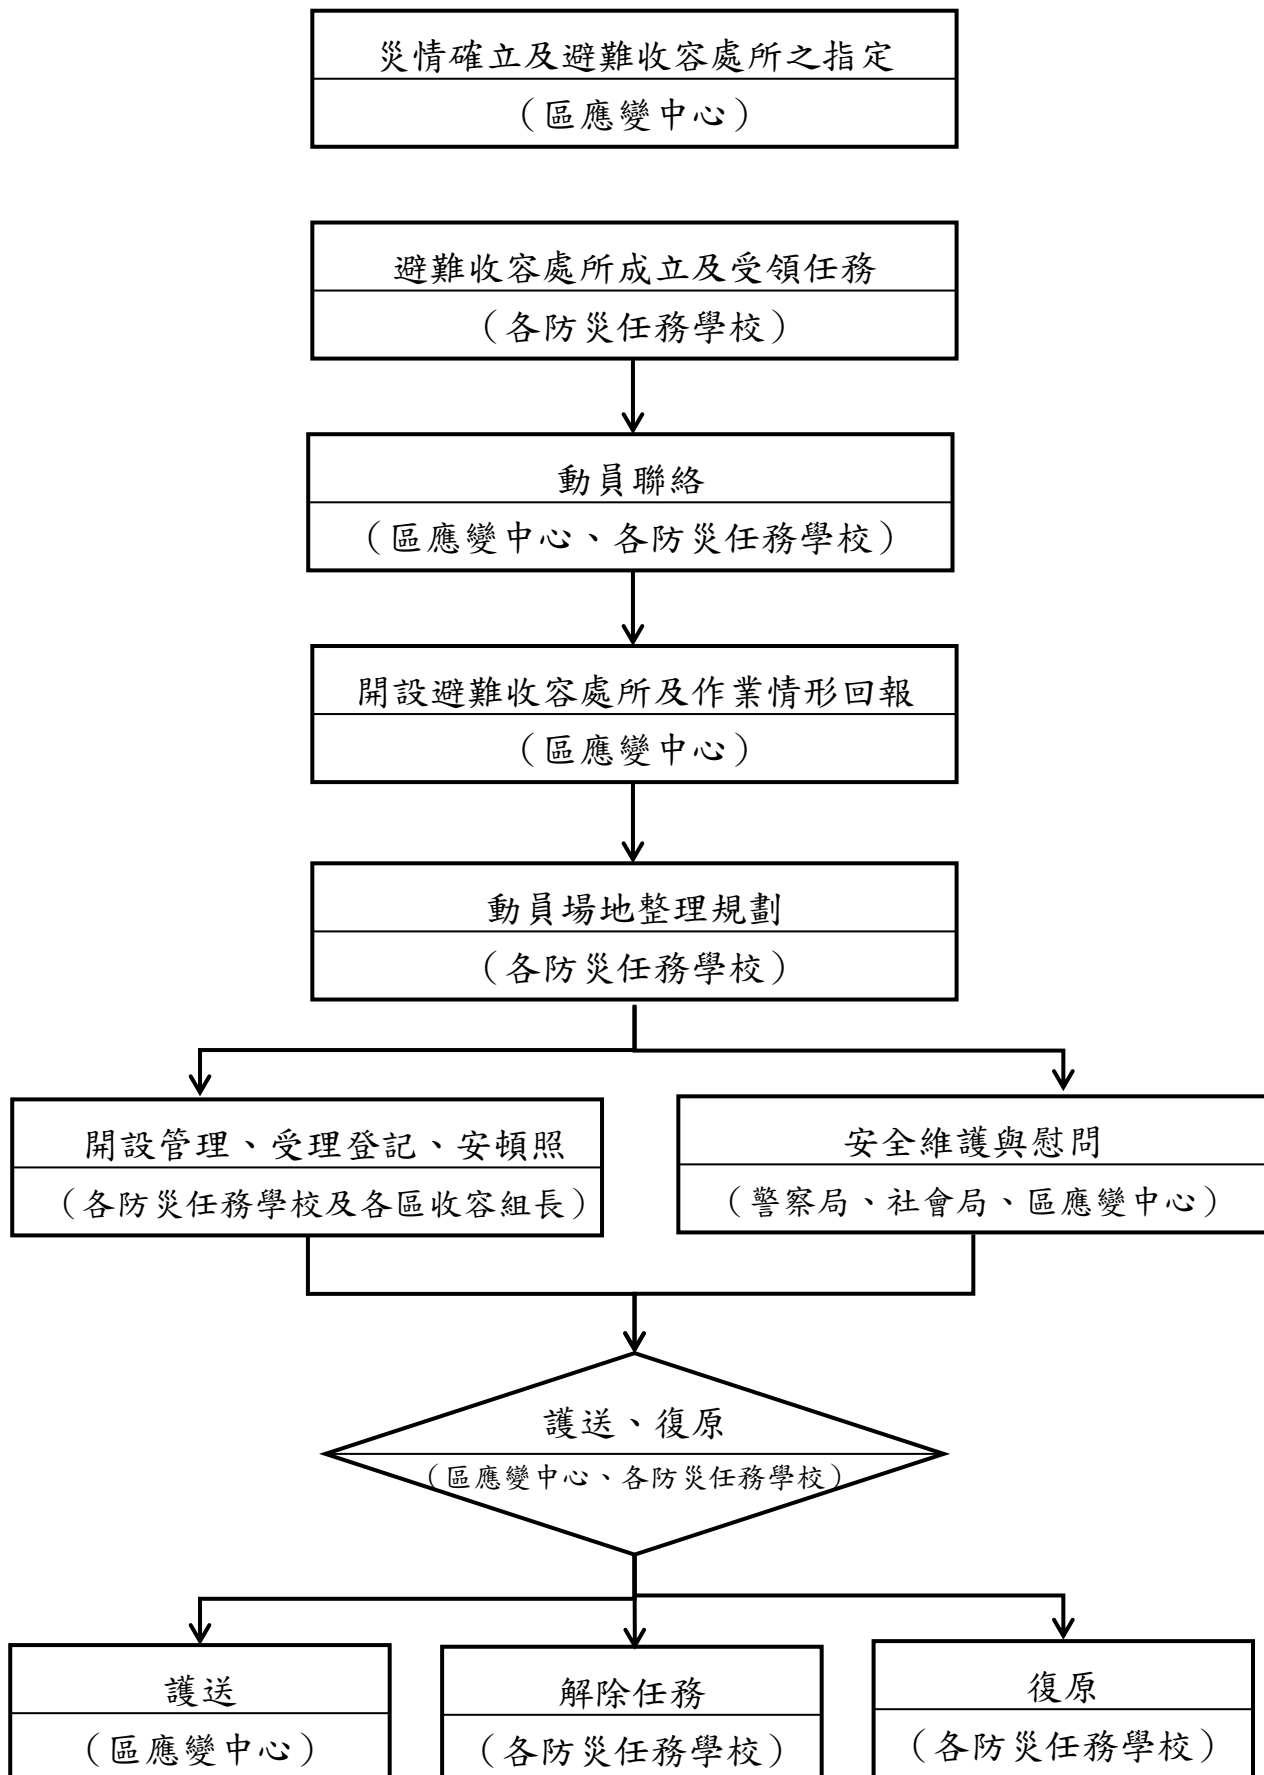 災情確立及避難收容處所之指定
（區應變中心）
避難收容處所成立及受領任務
（各防災任務學校）
動員聯絡
（區應變中心、各防災任務學校）
開設避難收容處所及作業情形回報
（區應變中心）
動員場地整理規劃
（各防災任務學校）
開設管理、受理登記、安頓照
（各防災任務學校及各區收容組長）
安全維護與慰問
（警察局、社會局、區應變中心）
護送、復原
（區應變中心、各防災任務學校）
護送
（區應變中心）
解除任務
（各防災任務學校）
復原
（各防災任務學校）